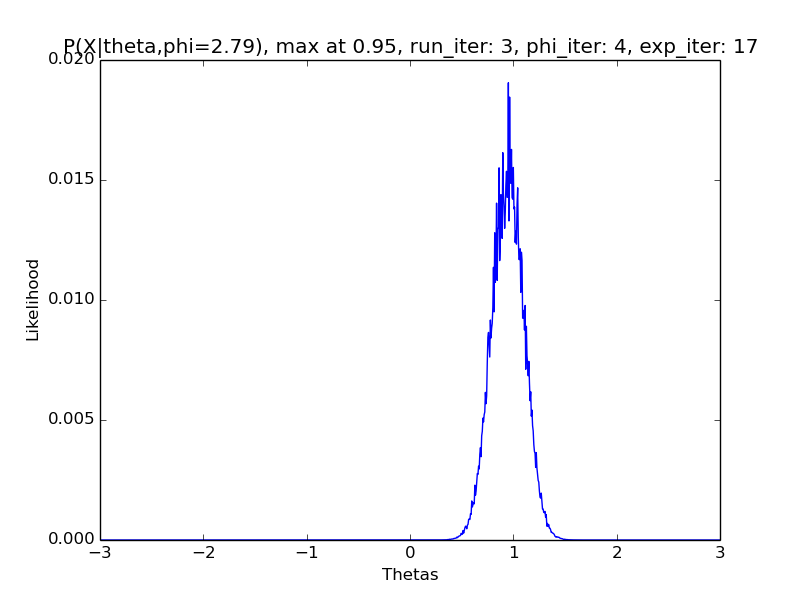 P(X|theta,phi=2.79), max at 0.95, run_iter: 3, phi_iter: 4, exp_iter: 17
0.020
0.015
0.010
0.005
0.000
Likelihood
−3 −2 −1 0 1 2 3
Thetas